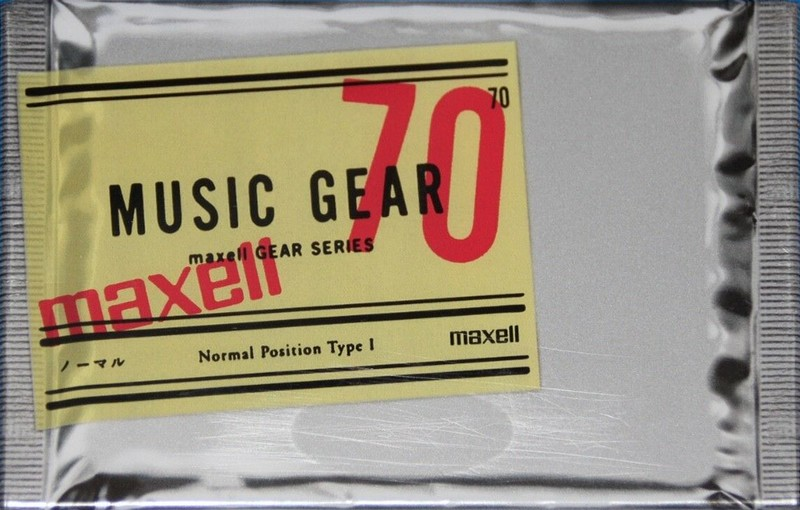 70
70
MUSIC GEAR
maxell GEAR SERIES
maxell
ノーマル Normal Position Type I maxell